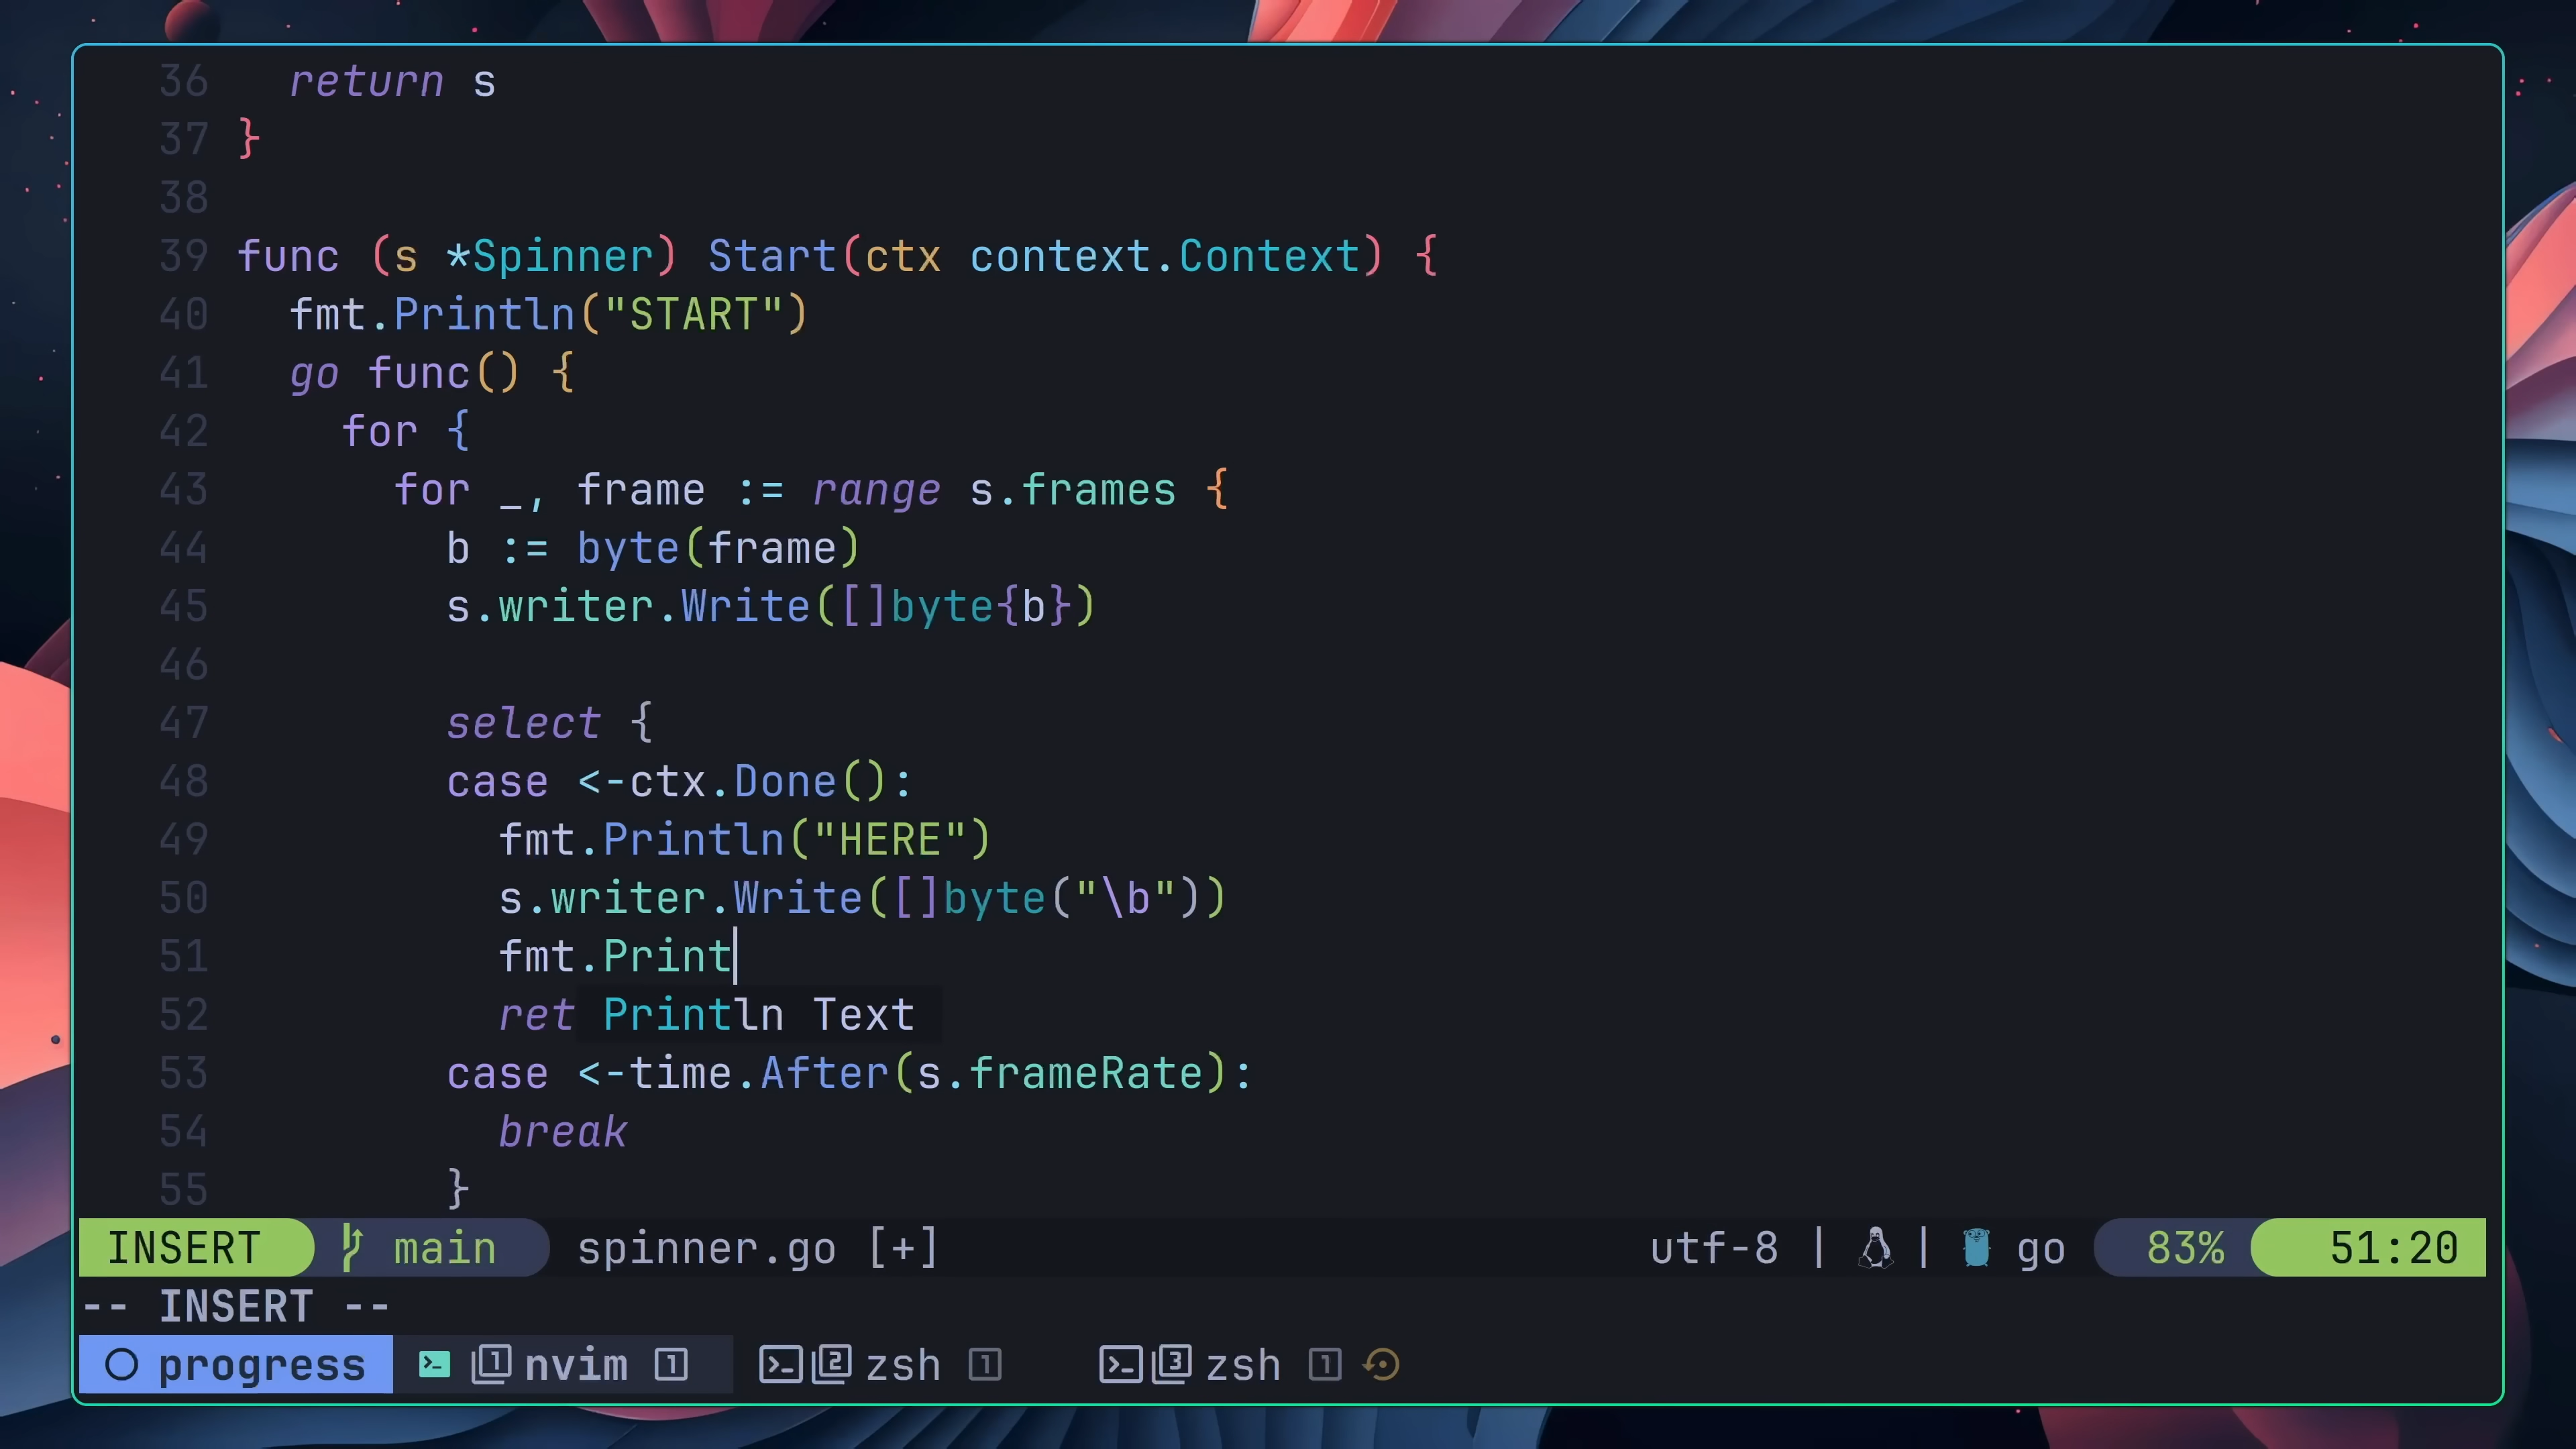 36 return s
37 }
38
39 func (s *Spinner) Start(ctx context.Context) {
40 fmt.Println("START")
41 go func() {
42 for {
43 for _, frame := range s.frames {
44 b := byte(frame)
45 s.writer.Write([]byte{b})
46
47 select {
48 case <-ctx.Done():
49 fmt.Println("HERE")
50 s.writer.Write([]byte("\b"))
51 fmt.Print
52 ret Println Text
53 case <-time.After(s.frameRate):
54 break
55 }
INSERT main spinner.go [+] utf-8 | | go 83% 51:20
-- INSERT --
progress 1 nvim 1 2 zsh 1 3 zsh 1